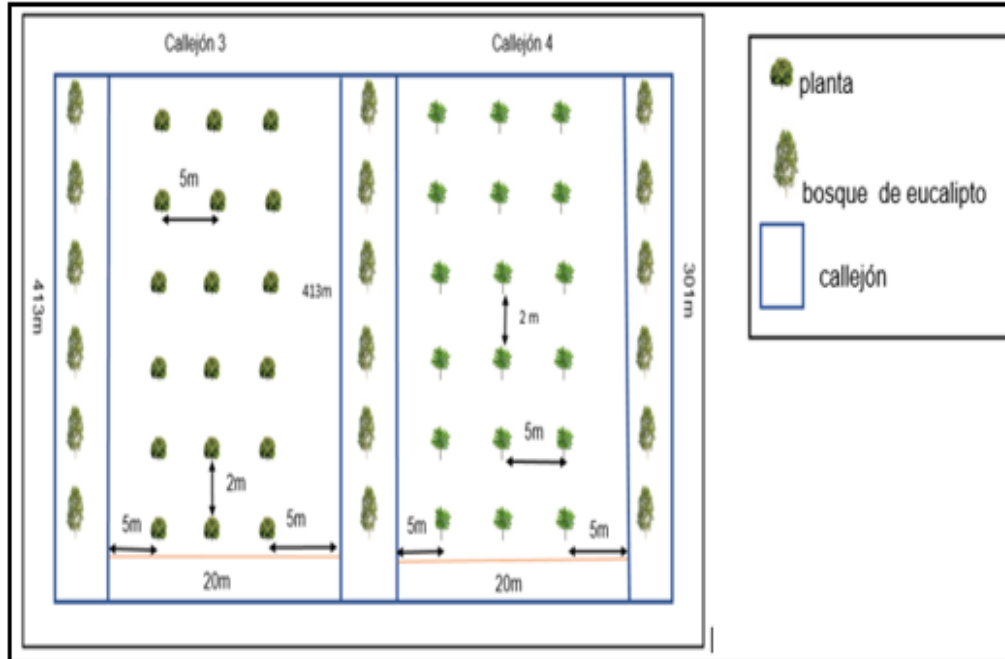 Callejón 3
Callejón 4
planta
bosque de eucalipto
callejón
5m
413m
413m
301m
2 m
5m
2m
5m
5m
5m
5m
20m
20m